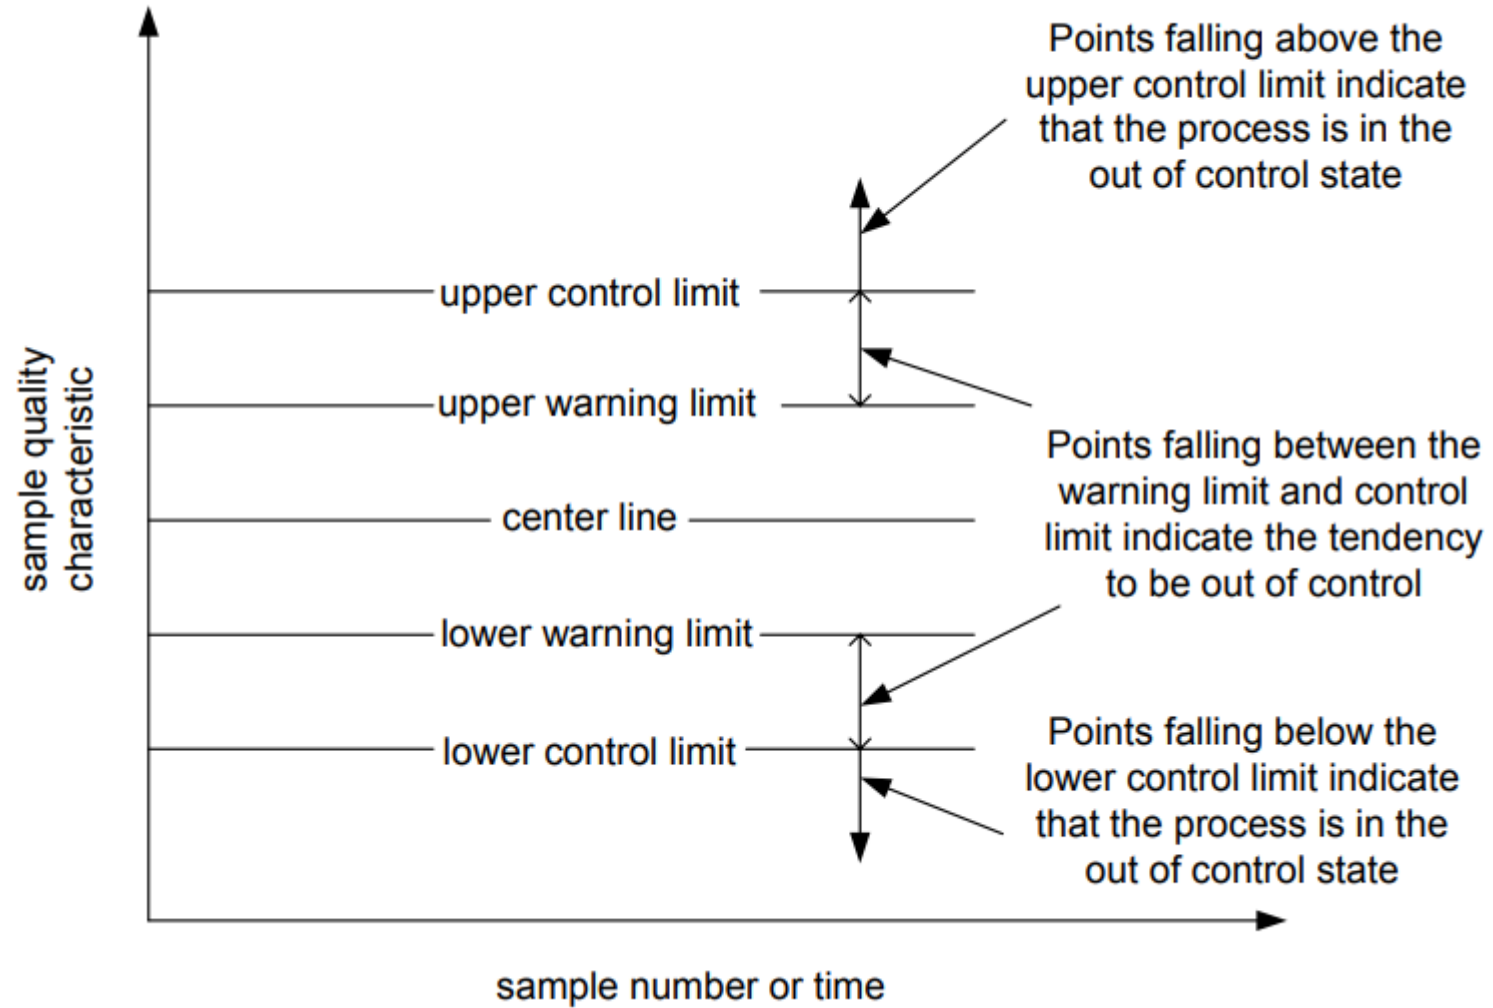 Points falling above the
upper control limit indicate
that the process is in the
out of control state
upper control limit
upper warning limit
center line
lower warning limit
lower control limit
Points falling between the
warning limit and control
limit indicate the tendency
to be out of control
Points falling below the
lower control limit indicate
that the process is in the
out of control state
sample quality
characteristic
sample number or time